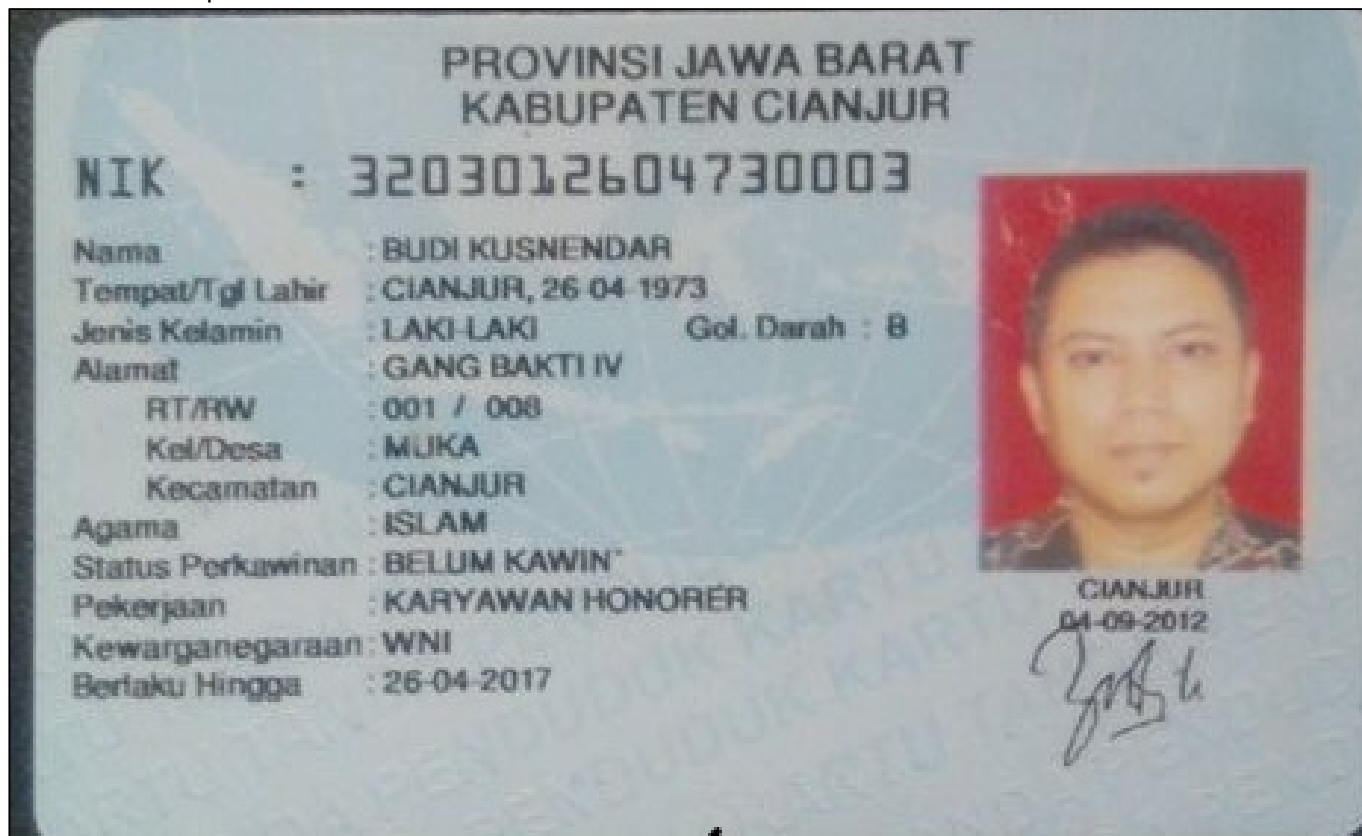 PROVINSI JAWA BARAT
KABUPATEN CIANJUR
NIK : 3203012604730003
Nama : BUDI KUSNENDAR
Tempat/Tgl Lahir : CIANJUR, 26-04-1973
Jenis Kelamin : LAKI-LAKI Gol. Darah : B
Alamat : GANG BAKTI IV
RT/RW : 001 / 008
Kel/Desa : MUKA
Kecamatan : CIANJUR
Agama : ISLAM
Status Perkawinan : BELUM KAWIN
Pekerjaan : KARYAWAN HONORER
Kewarganegaraan : WNI
Berlaku Hingga : 26-04-2017
CIANJUR
04-09-2012